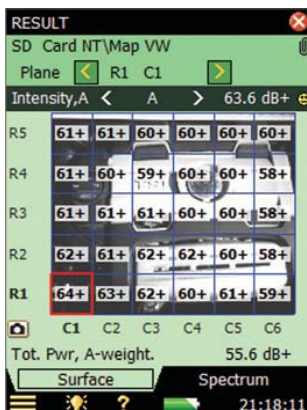 RESULT
SD Card NT\Map VW
Plane < R1 C1 >
Intensity,A < A > 63.6 dB+
R5 61+ 61+ 60+ 60+ 60+ 60+
R4 61+ 60+ 59+ 60+ 60+ 58+
R3 61+ 61+ 61+ 60+ 60+ 58+
R2 62+ 61+ 62+ 62+ 60+ 58+
R1 64+ 63+ 62+ 60+ 61+ 59+
C1 C2 C3 C4 C5 C6
Tot. Pwr, A-weight. 55.6 dB+
Surface Spectrum
? 21:18:11